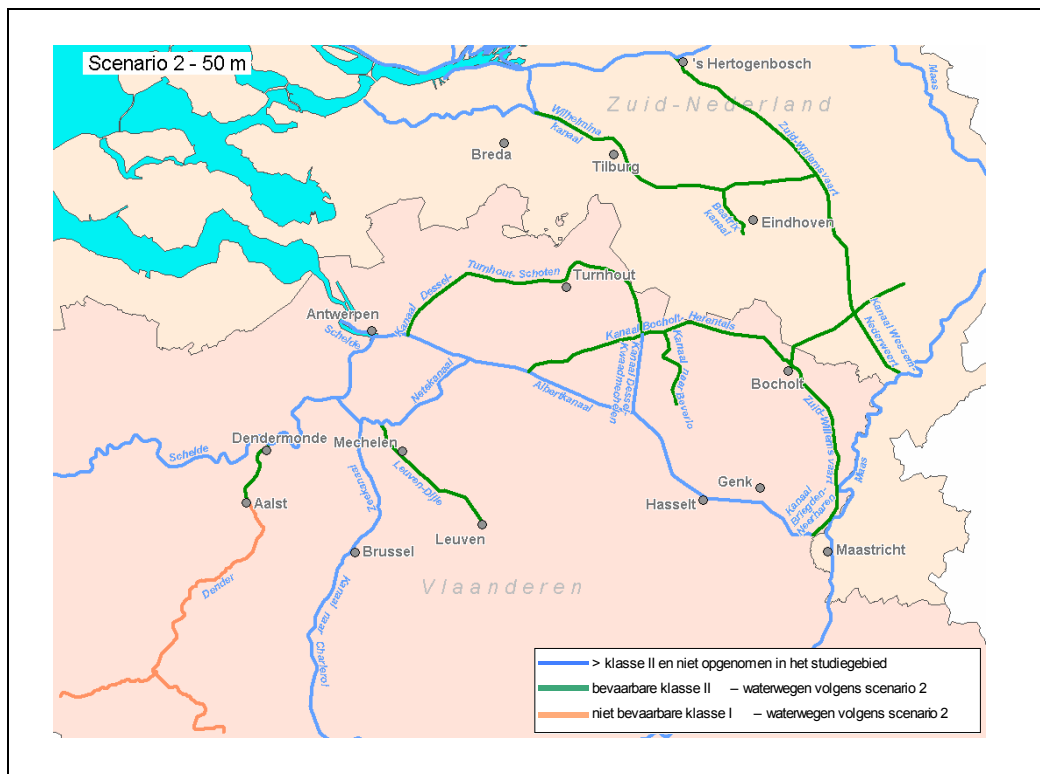 Scenario 2 - 50 m
's Hertogenbosch
Maas
Zuid-Nederland
Wilhelmina
kanaal
Zuid-Willemsvaart
Breda
Tilburg
Beatrix
kanaal
Eindhoven
Turnhout- Schoten
Turnhout
Kanaal Dessel-
Antwerpen
Schelde
Kanaal Bocholt- Herentals
Kanaal Wessem-
Nederweert
Netekanaal
Albertkanaal
Kanaal Dessel-
Kwaadmechelen
Kanaal naar Beverlo
Bocholt
Zuid-Willems vaart
Dendermonde
Mechelen
Schelde
Zeekanaal
Leuven-Dijle
Maas
Aalst
Genk
Hasselt
Kanaal
Briegden-
Neerharen
Leuven
Brussel
Maastricht
Dender
Kanaal naar Charleroi
Vlaanderen
> klasse II en niet opgenomen in het studiegebied
bevaarbare klasse II – waterwegen volgens scenario 2
niet bevaarbare klasse I – waterwegen volgens scenario 2